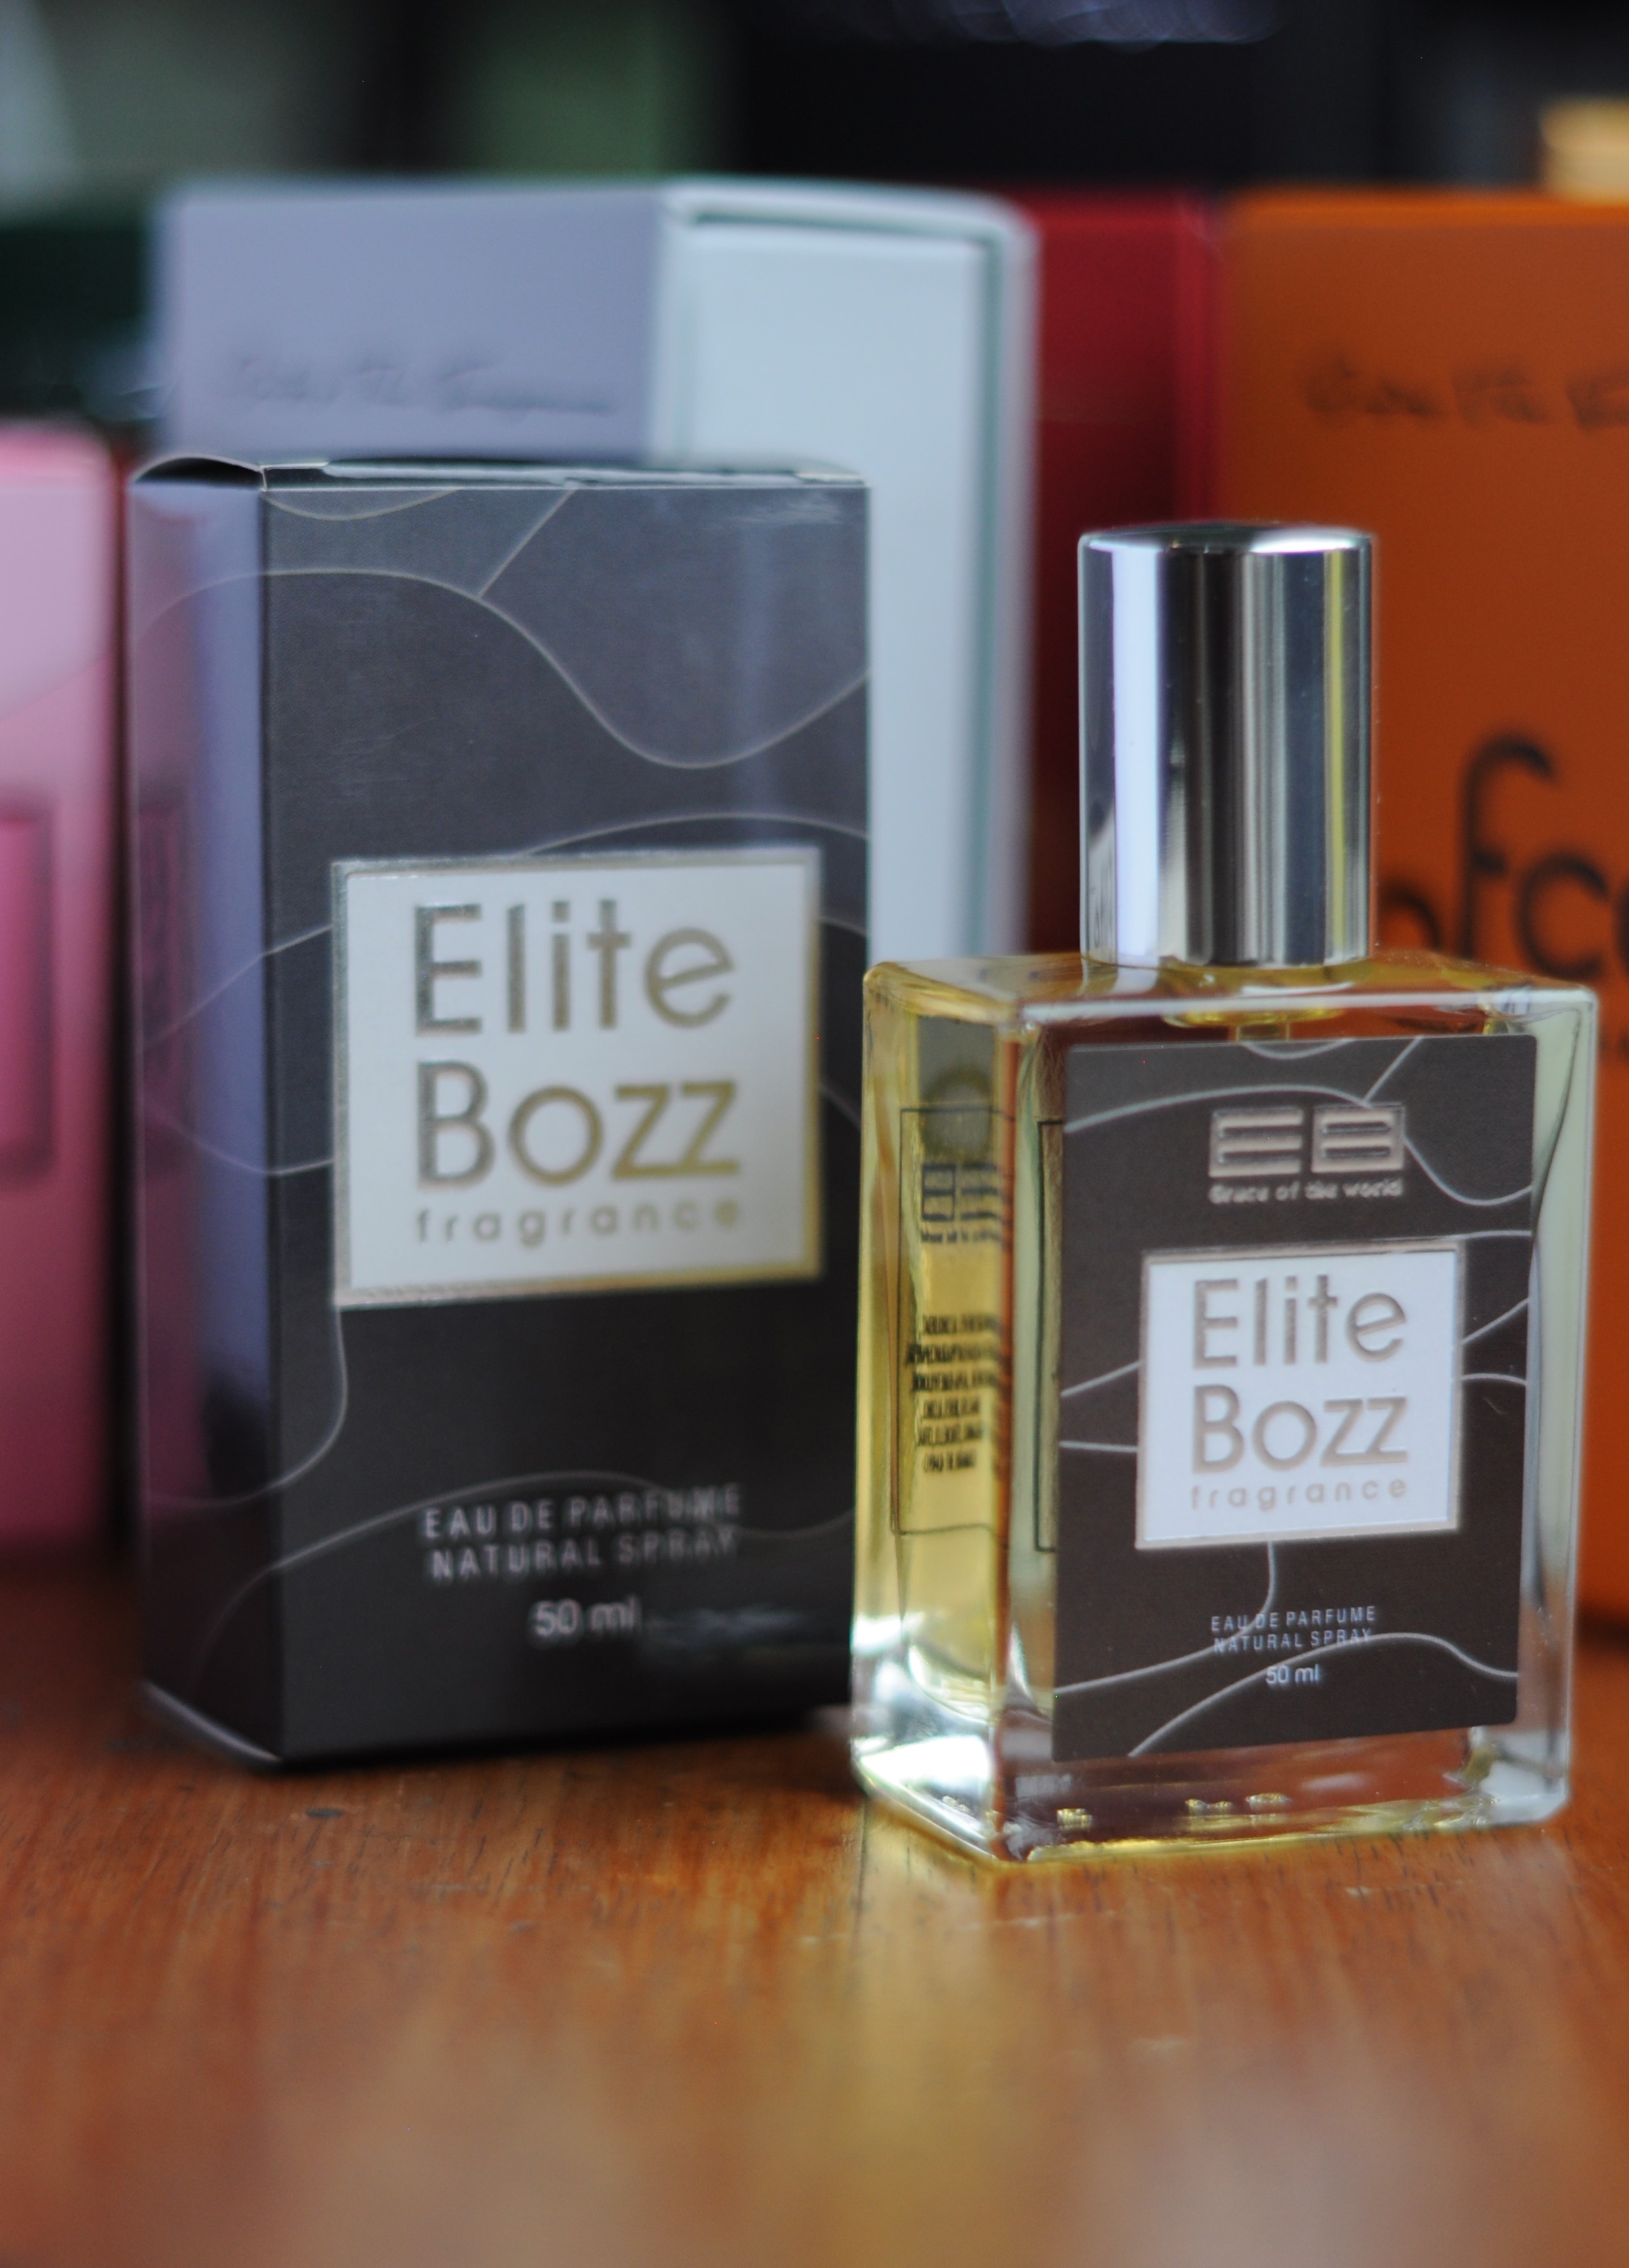 Elite
Bozz
fragrance
EAU DE PARFUME
NATURAL SPRAY
50 ml
EB
Grace of the world
Elite
Bozz
fragrance
EAU DE PARFUME
NATURAL SPRAY
50 ml